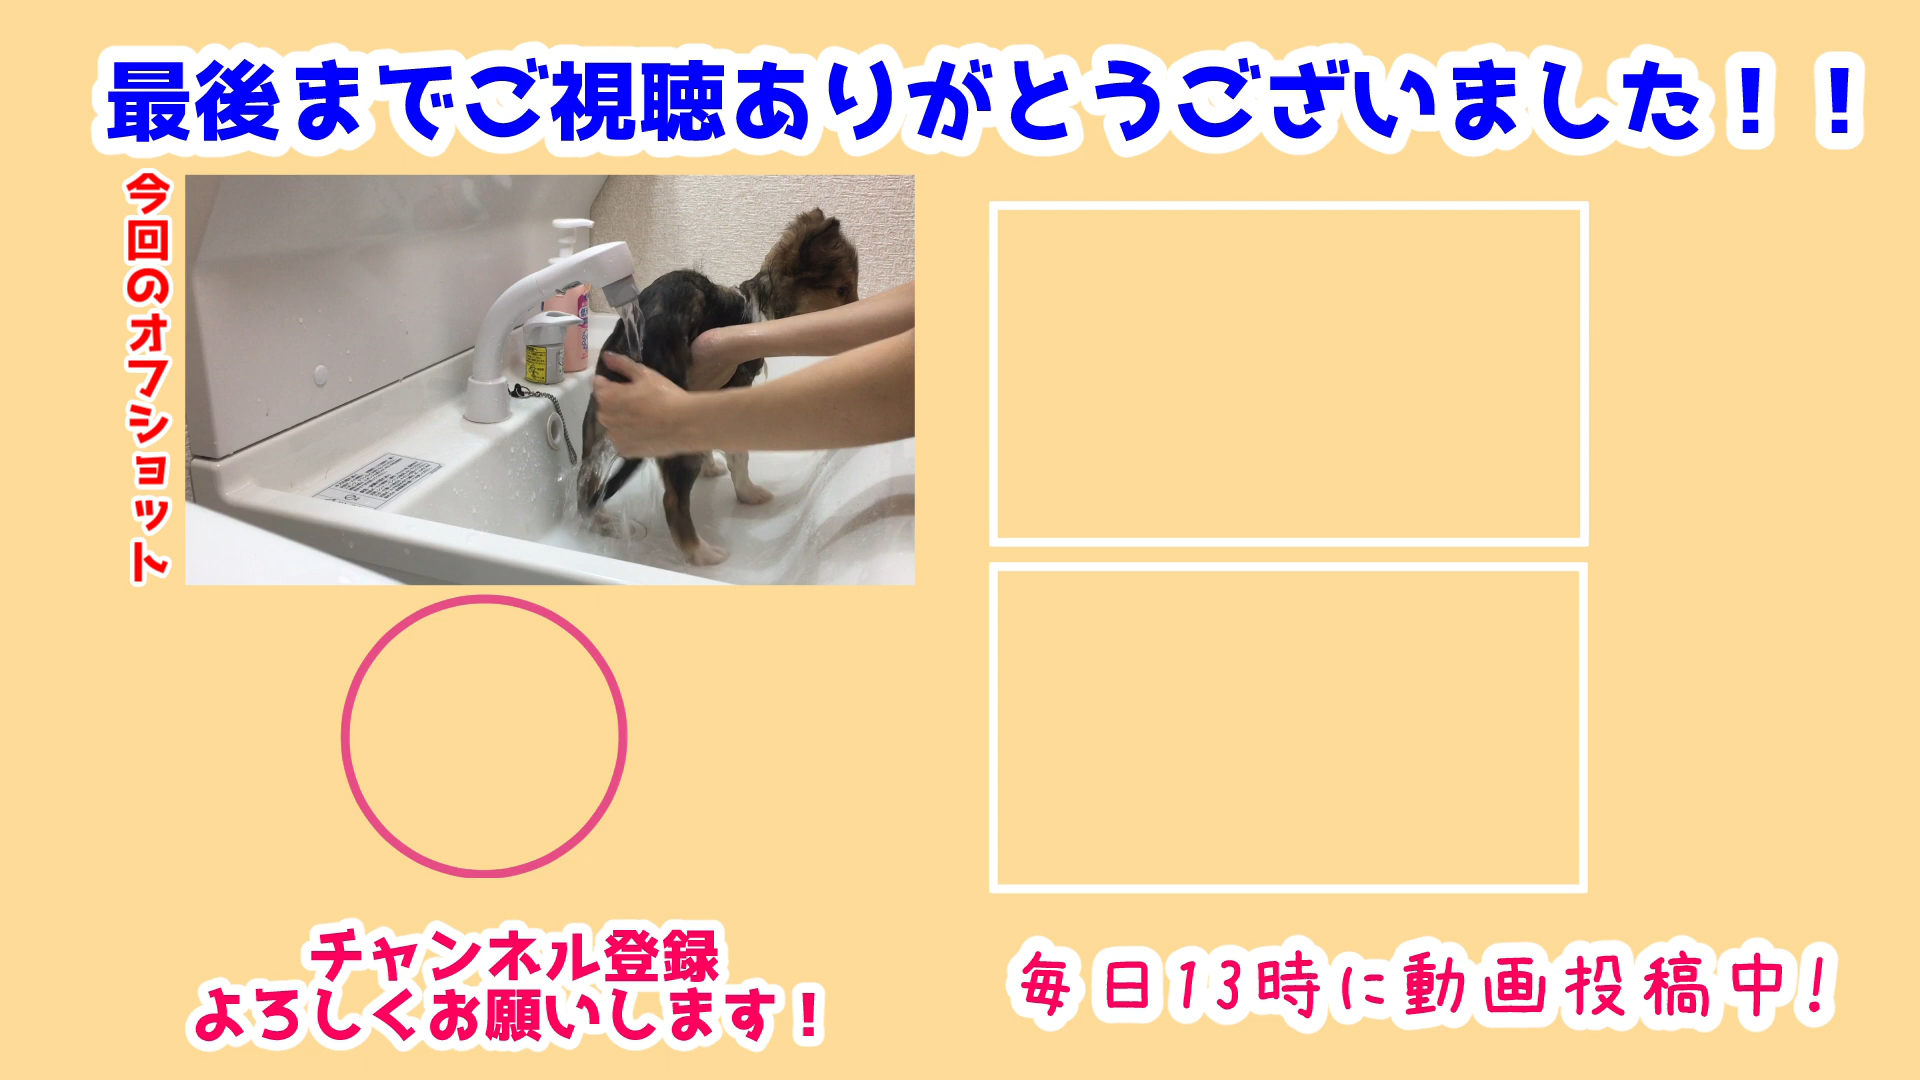 最後までご視聴ありがとうございました！！
今回のオフショット
チャンネル登録
よろしくお願いします！
毎日13時に動画投稿中！